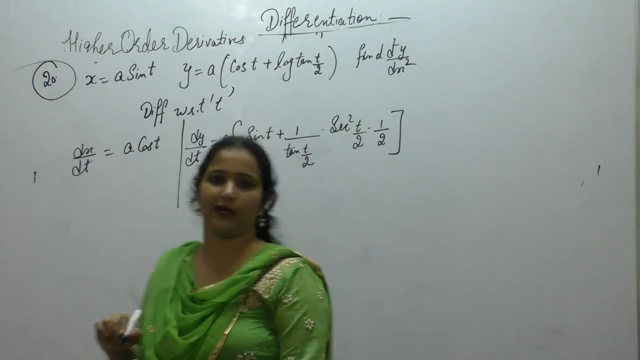 Differentiation
Higher Order Derivatives
20 x = a Sint y = a (Cost + log tan t/2) find d²y/dx²
Diff w.r.t 't'
dx/dt = a Cost dy/dt Sint + 1/tan t/2 · Sec² t/2 · 1/2]